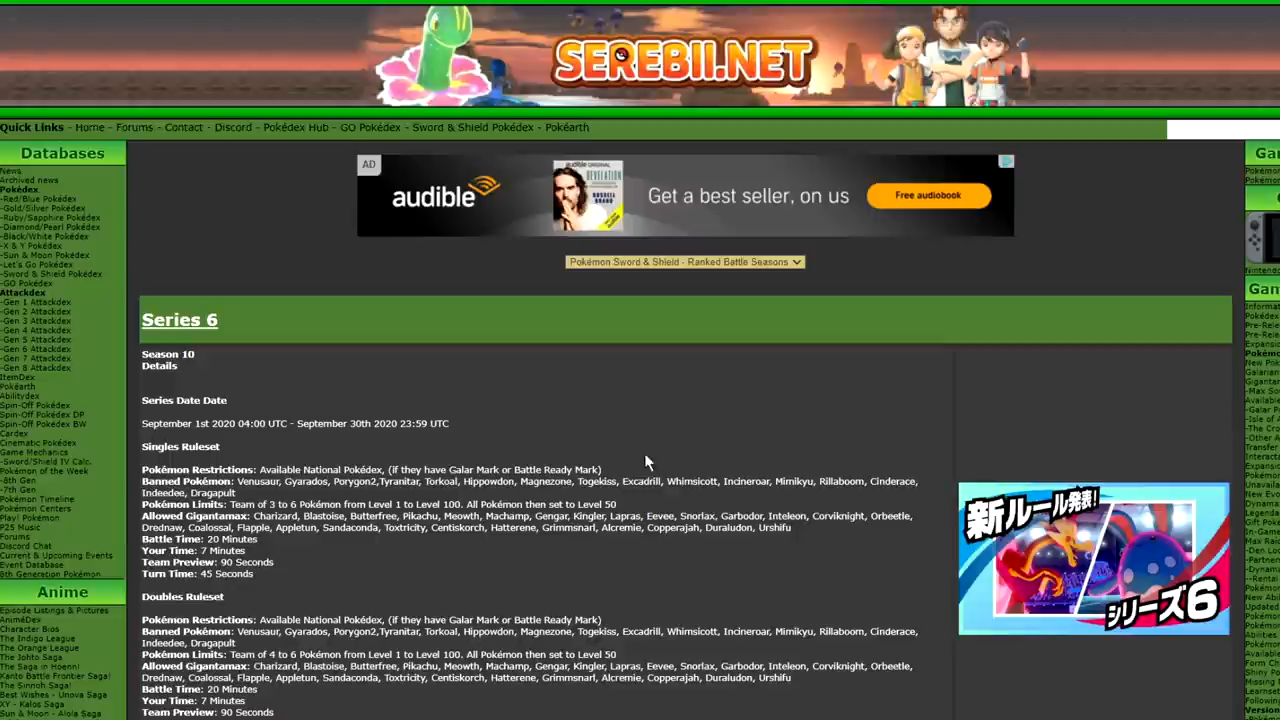 SEREBII.NET
Quick Links - Home - Forums - Contact - Discord - Pokédex Hub - GO Pokédex - Sword & Shield Pokédex - Pokéarth
Databases
News
Archived news
Pokédex
-Red/Blue Pokédex
-Gold/Silver Pokédex
-Ruby/Sapphire Pokédex
-Diamond/Pearl Pokédex
-Black/White Pokédex
-X & Y Pokédex
-Sun & Moon Pokédex
-Let's Go Pokédex
-Sword & Shield Pokédex
-GO Pokédex
Attackdex
-Gen 1 Attackdex
-Gen 2 Attackdex
-Gen 3 Attackdex
-Gen 4 Attackdex
-Gen 5 Attackdex
-Gen 6 Attackdex
-Gen 7 Attackdex
-Gen 8 Attackdex
ItemDex
Pokéarth
Abilitydex
Spin-Off Pokédex
Spin-Off Pokédex DP
Spin-Off Pokédex BW
Cardex
Cinematic Pokédex
Game Mechanics
-Sword/Shield IV Calc.
Pokémon of the Week
-8th Gen
-7th Gen
Pokémon Timeline
Pokémon Centers
Play! Pokémon
P25 Music
Forums
Discord Chat
Current & Upcoming Events
Event Database
8th Generation Pokémon
Anime
Episode Listings & Pictures
AniméDex
Character Bios
The Indigo League
The Orange League
The Johto Saga
The Saga in Hoenn!
Kanto Battle Frontier Saga!
The Sinnoh Saga!
Best Wishes - Unova Saga
XY - Kalos Saga
Sun & Moon - Alola Saga
AD
audible
audible ORIGINAL
REVELATION
RUSSELL
BRAND
Get a best seller, on us
Free audiobook
Pokémon Sword & Shield - Ranked Battle Seasons
Series 6
Season 10
Details
Series Date Date
September 1st 2020 04:00 UTC - September 30th 2020 23:59 UTC
Singles Ruleset
Pokémon Restrictions: Available National Pokédex, (if they have Galar Mark or Battle Ready Mark)
Banned Pokémon: Venusaur, Gyarados, Porygon2,Tyranitar, Torkoal, Hippowdon, Magnezone, Togekiss, Excadrill, Whimsicott, Incineroar, Mimikyu, Rillaboom, Cinderace,
Indeedee, Dragapult
Pokémon Limits: Team of 3 to 6 Pokémon from Level 1 to Level 100. All Pokémon then set to Level 50
Allowed Gigantamax: Charizard, Blastoise, Butterfree, Pikachu, Meowth, Machamp, Gengar, Kingler, Lapras, Eevee, Snorlax, Garbodor, Inteleon, Corviknight, Orbeetle,
Drednaw, Coalossal, Flapple, Appletun, Sandaconda, Toxtricity, Centiskorch, Hatterene, Grimmsnarl, Alcremie, Copperajah, Duraludon, Urshifu
Battle Time: 20 Minutes
Your Time: 7 Minutes
Team Preview: 90 Seconds
Turn Time: 45 Seconds
Doubles Ruleset
Pokémon Restrictions: Available National Pokédex, (if they have Galar Mark or Battle Ready Mark)
Banned Pokémon: Venusaur, Gyarados, Porygon2,Tyranitar, Torkoal, Hippowdon, Magnezone, Togekiss, Excadrill, Whimsicott, Incineroar, Mimikyu, Rillaboom, Cinderace,
Indeedee, Dragapult
Pokémon Limits: Team of 4 to 6 Pokémon from Level 1 to Level 100. All Pokémon then set to Level 50
Allowed Gigantamax: Charizard, Blastoise, Butterfree, Pikachu, Meowth, Machamp, Gengar, Kingler, Lapras, Eevee, Snorlax, Garbodor, Inteleon, Corviknight, Orbeetle,
Drednaw, Coalossal, Flapple, Appletun, Sandaconda, Toxtricity, Centiskorch, Hatterene, Grimmsnarl, Alcremie, Copperajah, Duraludon, Urshifu
Battle Time: 20 Minutes
Your Time: 7 Minutes
Team Preview: 90 Seconds
新ルール発表!
シリーズ6